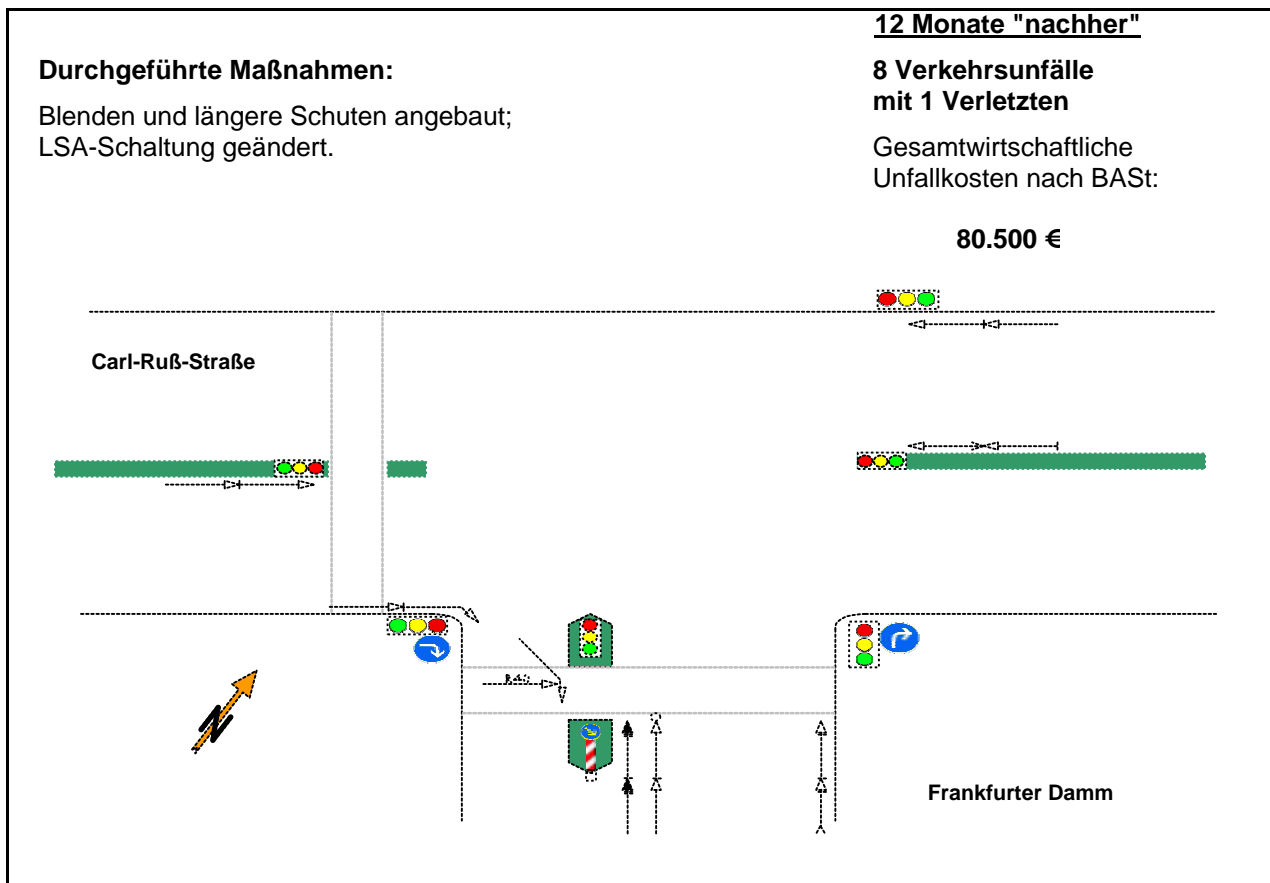 12 Monate "nachher"
Durchgeführte Maßnahmen:
8 Verkehrsunfälle
mit 1 Verletzten
Blenden und längere Schuten angebaut;
LSA-Schaltung geändert.
Gesamtwirtschaftliche
Unfallkosten nach BASt:
80.500 €
Carl-Ruß-Straße
N
Frankfurter Damm